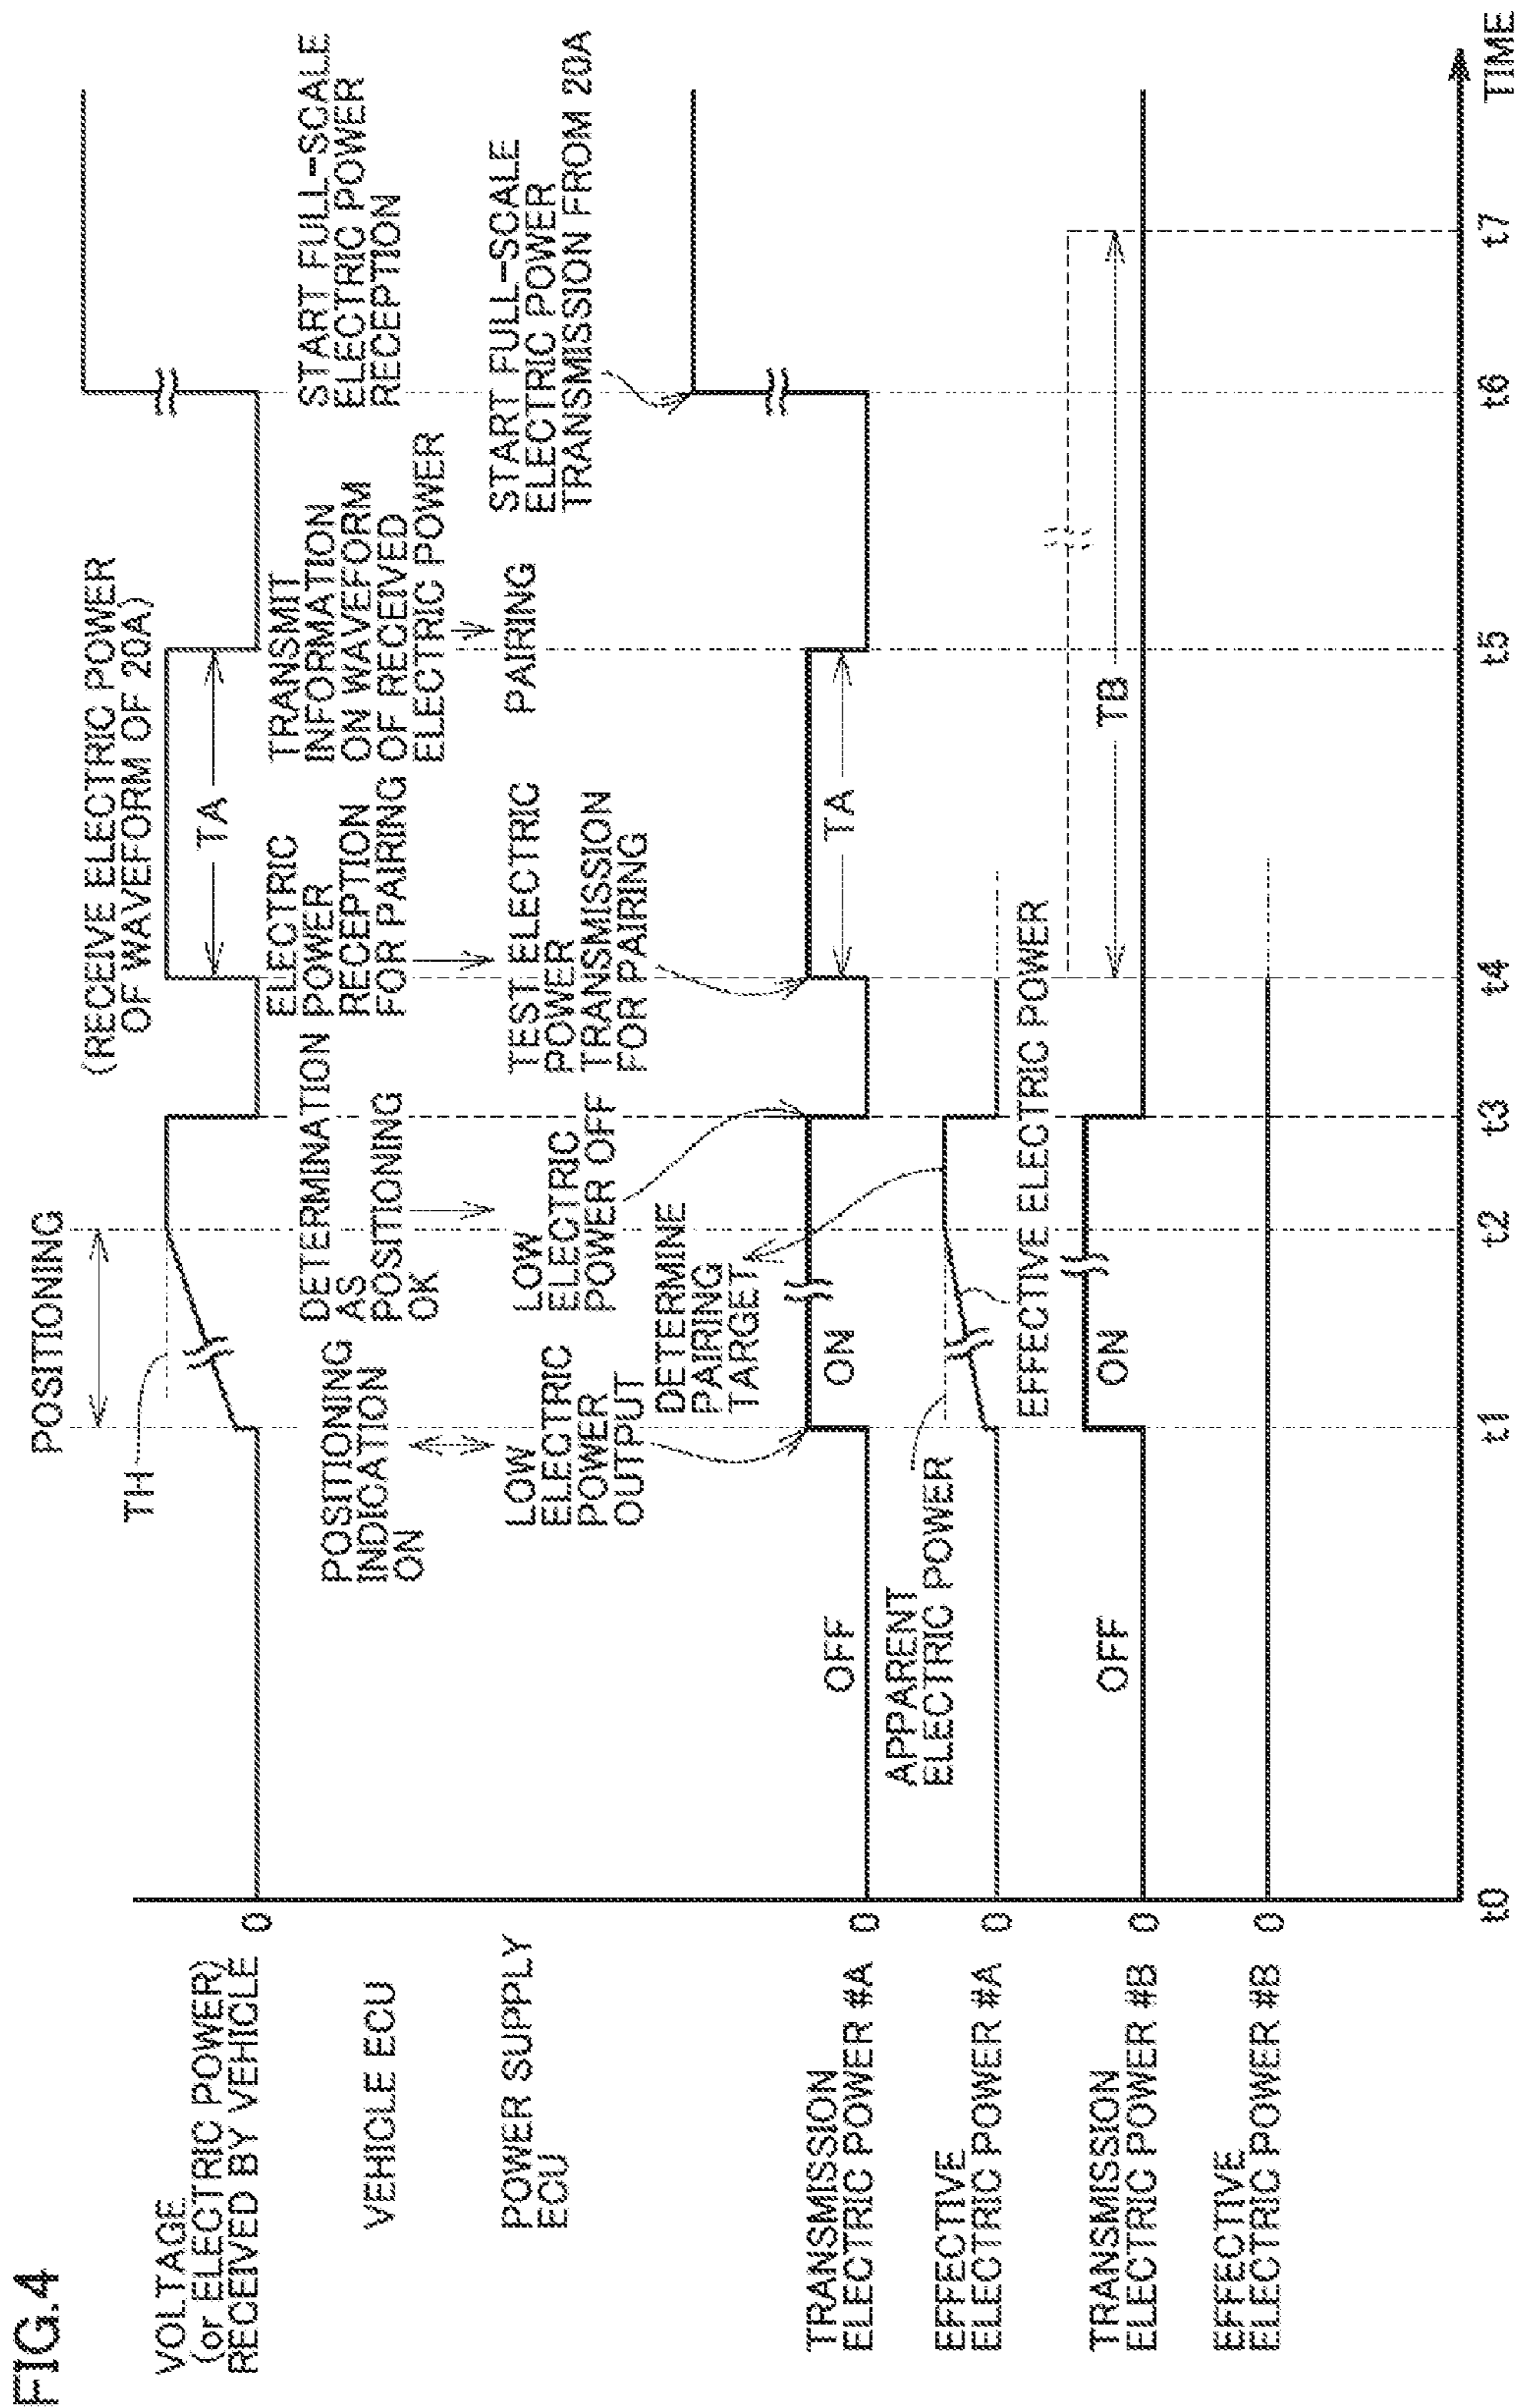 FIG.4
VOLTAGE
(or ELECTRIC POWER)
RECEIVED BY VEHICLE
0
VEHICLE ECU
POWER SUPPLY
ECU
TRANSMISSION
ELECTRIC POWER #A
0
EFFECTIVE
ELECTRIC POWER #A
0
TRANSMISSION
ELECTRIC POWER #B
0
EFFECTIVE
ELECTRIC POWER #B
0
POSITIONING
TH
(RECEIVE ELECTRIC POWER
OF WAVEFORM OF 20A)
TA
POSITIONING
INDICATION
ON
DETERMINATION
AS
POSITIONING
OK
ELECTRIC
POWER
RECEPTION
FOR PAIRING
TRANSMIT
INFORMATION
ON WAVEFORM
OF RECEIVED
ELECTRIC POWER
START FULL-SCALE
ELECTRIC POWER
RECEPTION
LOW
ELECTRIC
POWER
OUTPUT
LOW
ELECTRIC
POWER OFF
TEST ELECTRIC
POWER
TRANSMISSION
FOR PAIRING
PAIRING
START FULL-SCALE
ELECTRIC POWER
TRANSMISSION FROM 20A
DETERMINE
PAIRING
TARGET
OFF
ON
TA
APPARENT
ELECTRIC POWER
EFFECTIVE ELECTRIC POWER
OFF
ON
TB
t0
t1
t2
t3
t4
t5
t6
t7
TIME